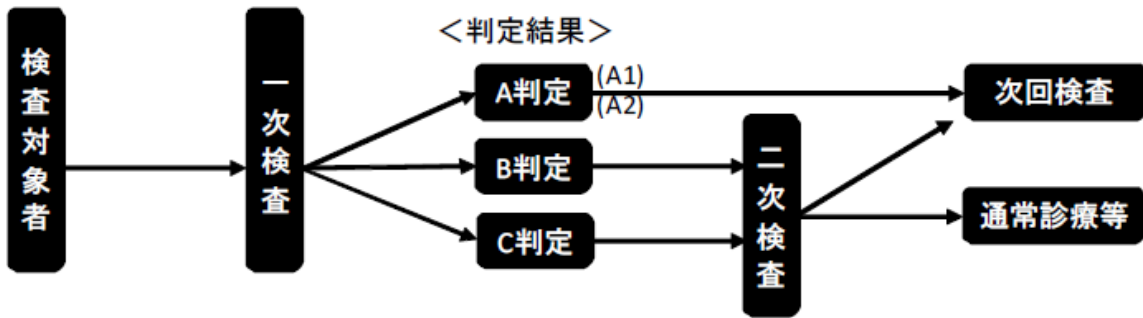 検査対象者
一次検査
＜判定結果＞
A判定
(A1)
(A2)
B判定
C判定
二次検査
次回検査
通常診療等